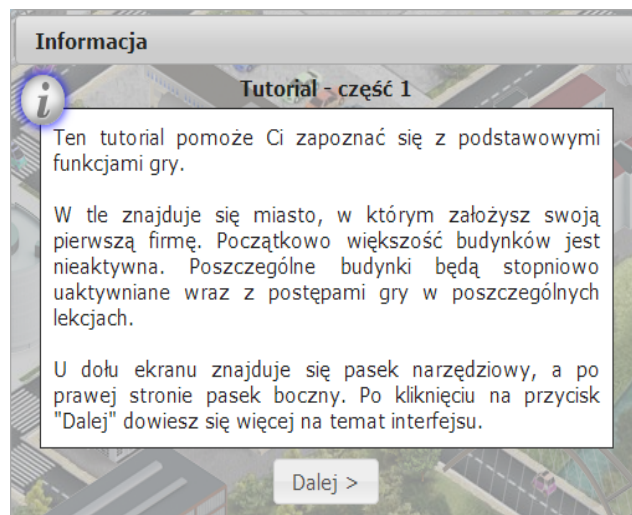 Informacja
i
Tutorial - część 1
Ten tutorial pomoże Ci zapoznać się z podstawowymi
funkcjami gry.
W tle znajduje się miasto, w którym założysz swoją
pierwszą firmę. Początkowo większość budynków jest
nieaktywna. Poszczególne budynki będą stopniowo
uaktywniane wraz z postępami gry w poszczególnych
lekcjach.
U dołu ekranu znajduje się pasek narzędziowy, a po
prawej stronie pasek boczny. Po kliknięciu na przycisk
"Dalej" dowiesz się więcej na temat interfejsu.
Dalej >